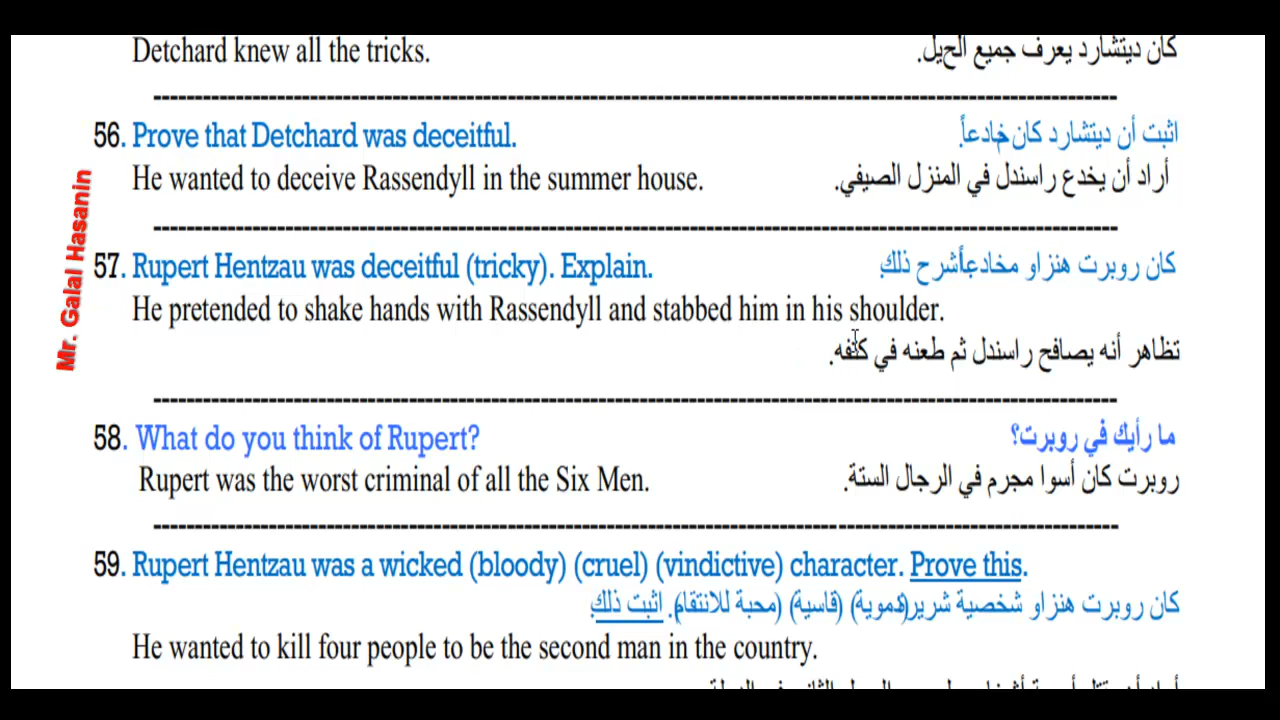 Detchard knew all the tricks. كان ديتشارد يعرف جميع الحيل.
56. Prove that Detchard was deceitful. اثبت أن ديتشارد كان خادعاً.
He wanted to deceive Rassendyll in the summer house. أراد أن يخدع راسندل في المنزل الصيفي.
57. Rupert Hentzau was deceitful (tricky). Explain. كان روبرت هنزاو مخادعاً أشرح ذلك.
He pretended to shake hands with Rassendyll and stabbed him in his shoulder.
تظاهر أنه يصافح راسندل ثم طعنه في كتفه.
58. What do you think of Rupert? ما رأيك في روبرت؟
Rupert was the worst criminal of all the Six Men. روبرت كان أسوا مجرم في الرجال الستة.
59. Rupert Hentzau was a wicked (bloody) (cruel) (vindictive) character. Prove this.
كان روبرت هنزاو شخصية شرير (دموية) (قاسية) (محبة للانتقام). اثبت ذلك.
He wanted to kill four people to be the second man in the country.
Mr. Galal Hasanin